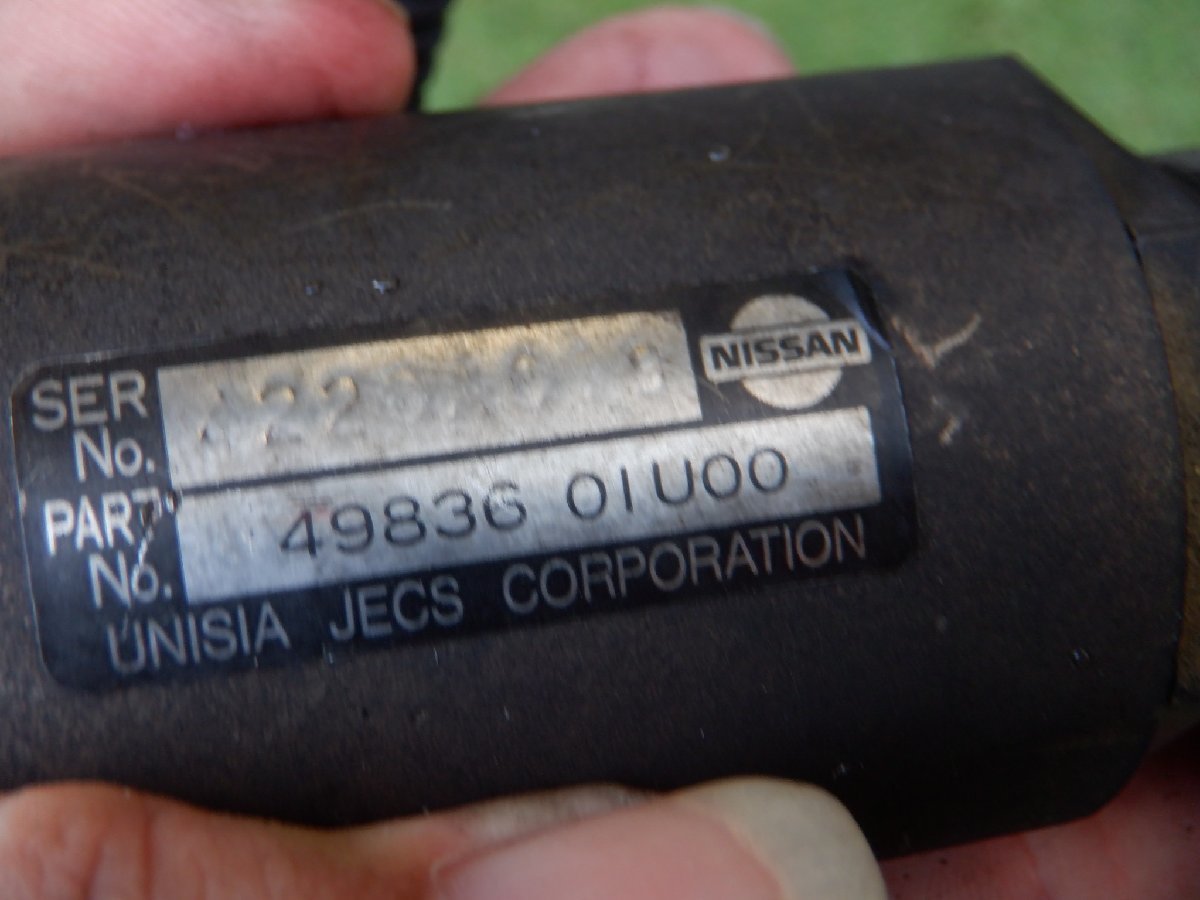 SER No.
NISSAN
PART No. 49836 01U00
UNISIA JECS CORPORATION